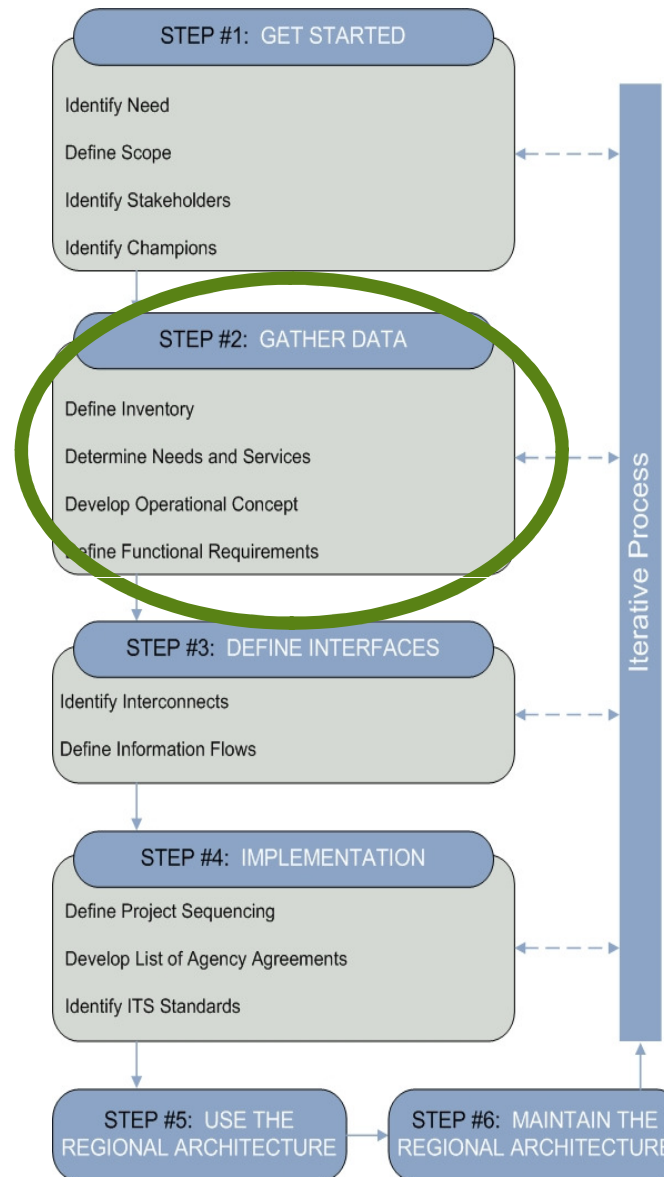 STEP #1: GET STARTED
Identify Need
Define Scope
Identify Stakeholders
Identify Champions
STEP #2: GATHER DATA
Define Inventory
Determine Needs and Services
Develop Operational Concept
Define Functional Requirements
STEP #3: DEFINE INTERFACES
Identify Interconnects
Define Information Flows
STEP #4: IMPLEMENTATION
Define Project Sequencing
Develop List of Agency Agreements
Identify ITS Standards
STEP #5: USE THE
REGIONAL ARCHITECTURE
STEP #6: MAINTAIN THE
REGIONAL ARCHITECTURE
Iterative Process